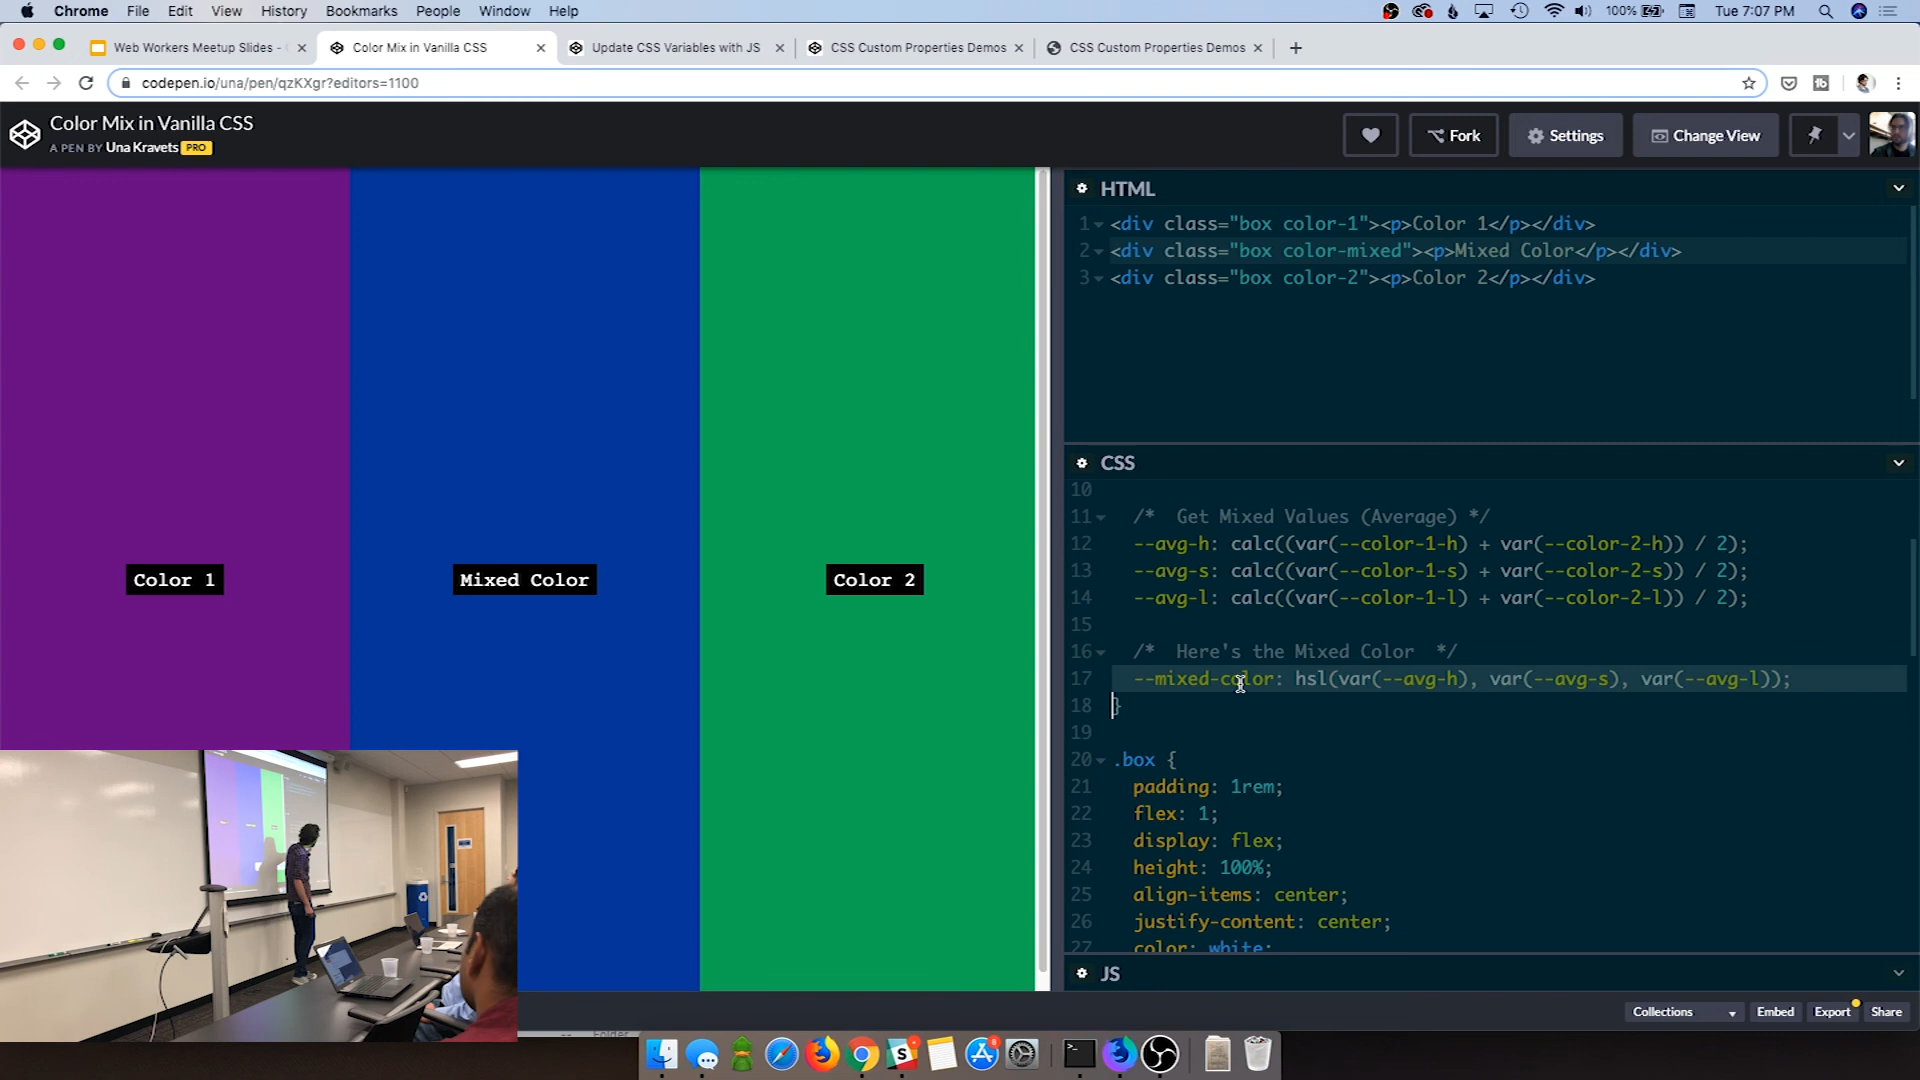 Chrome File Edit View History Bookmarks People Window Help 100% Tue 7:07 PM
Web Workers Meetup Slides - Color Mix in Vanilla CSS Update CSS Variables with JS CSS Custom Properties Demos CSS Custom Properties Demos
codepen.io/una/pen/qzKXgr?editors=1100
Color Mix in Vanilla CSS
A PEN BY Una Kravets PRO
Fork Settings Change View
HTML
1 <div class="box color-1"><p>Color 1</p></div>
2 <div class="box color-mixed"><p>Mixed Color</p></div>
3 <div class="box color-2"><p>Color 2</p></div>
CSS
10
11 /* Get Mixed Values (Average) */
12 --avg-h: calc((var(--color-1-h) + var(--color-2-h)) / 2);
13 --avg-s: calc((var(--color-1-s) + var(--color-2-s)) / 2);
14 --avg-l: calc((var(--color-1-l) + var(--color-2-l)) / 2);
15
16 /* Here's the Mixed Color */
17 --mixed-color: hsl(var(--avg-h), var(--avg-s), var(--avg-l));
18 }
19
20 .box {
21 padding: 1rem;
22 flex: 1;
23 display: flex;
24 height: 100%;
25 align-items: center;
26 justify-content: center;
27 color: white;
Color 1
Mixed Color
Color 2
JS
Collections Embed Export Share
Folder